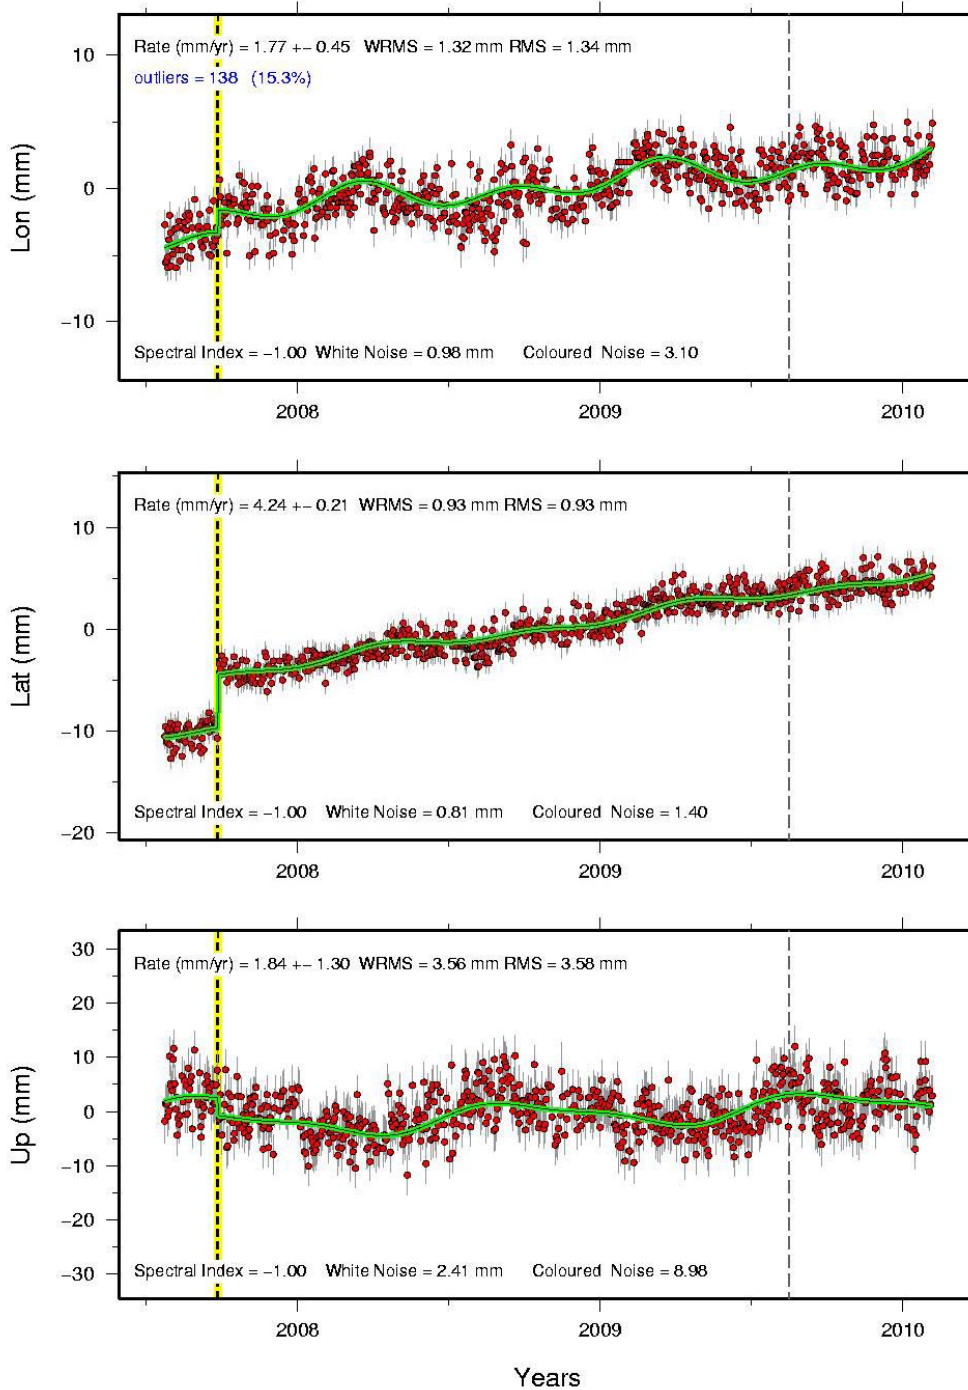 Rate (mm/yr) = 1.77 +− 0.45 WRMS = 1.32 mm RMS = 1.34 mm
outliers = 138 (15.3%)
10
0
−10
Lon (mm)
Spectral Index = −1.00 White Noise = 0.98 mm Coloured Noise = 3.10
2008 2009 2010
Rate (mm/yr) = 4.24 +− 0.21 WRMS = 0.93 mm RMS = 0.93 mm
10
0
−10
−20
Lat (mm)
Spectral Index = −1.00 White Noise = 0.81 mm Coloured Noise = 1.40
2008 2009 2010
Rate (mm/yr) = 1.84 +− 1.30 WRMS = 3.56 mm RMS = 3.58 mm
30
20
10
0
−10
−20
−30
Up (mm)
Spectral Index = −1.00 White Noise = 2.41 mm Coloured Noise = 8.98
2008 2009 2010
Years